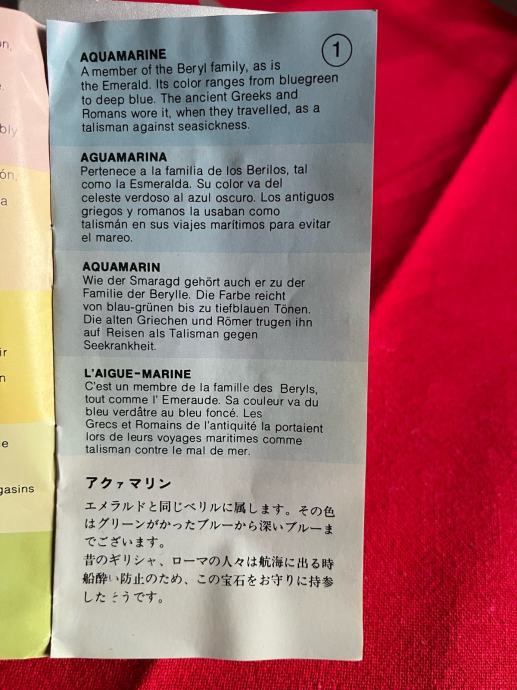 ón,
bly
ón,
a
ir
n
e
gasins
1
AQUAMARINE
A member of the Beryl family, as is
the Emerald. Its color ranges from bluegreen
to deep blue. The ancient Greeks and
Romans wore it, when they travelled, as a
talisman against seasickness.
AGUAMARINA
Pertenece a la familia de los Berilos, tal
como la Esmeralda. Su color va del
celeste verdoso al azul oscuro. Los antiguos
griegos y romanos la usaban como
talismán en sus viajes marítimos para evitar
el mareo.
AQUAMARIN
Wie der Smaragd gehört auch er zu der
Familie der Berylle. Die Farbe reicht
von blau-grünen bis zu tiefblauen Tönen.
Die alten Griechen und Römer trugen ihn
auf Reisen als Talisman gegen
Seekrankheit.
L'AIGUE-MARINE
C'est un membre de la famille des Beryls,
tout comme l' Emeraude. Sa couleur va du
bleu verdâtre au bleu foncé. Les
Grecs et Romains de l'antiquité la portaient
lors de leurs voyages maritimes comme
talisman contre le mal de mer.
アクァマリン
エメラルドと同じベリルに属します。その色
はグリーンがかったブルーから深いブルーま
でございます。
昔のギリシャ、ローマの人々は航海に出る時
船酔い防止のため、この宝石をお守りに持参
したそうです。